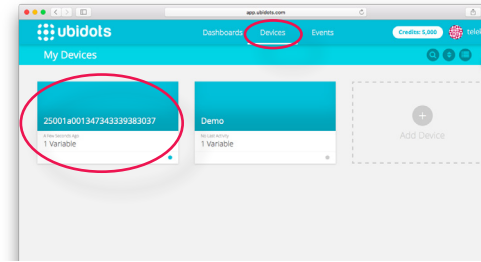 app.ubidots.com
ubidots
Dashboards
Devices
Events
Credits: 5,000
telek
My Devices
25001a001347343339383037
A Few Seconds Ago
1 Variable
Demo
No Last Activity
1 Variable
Add Device